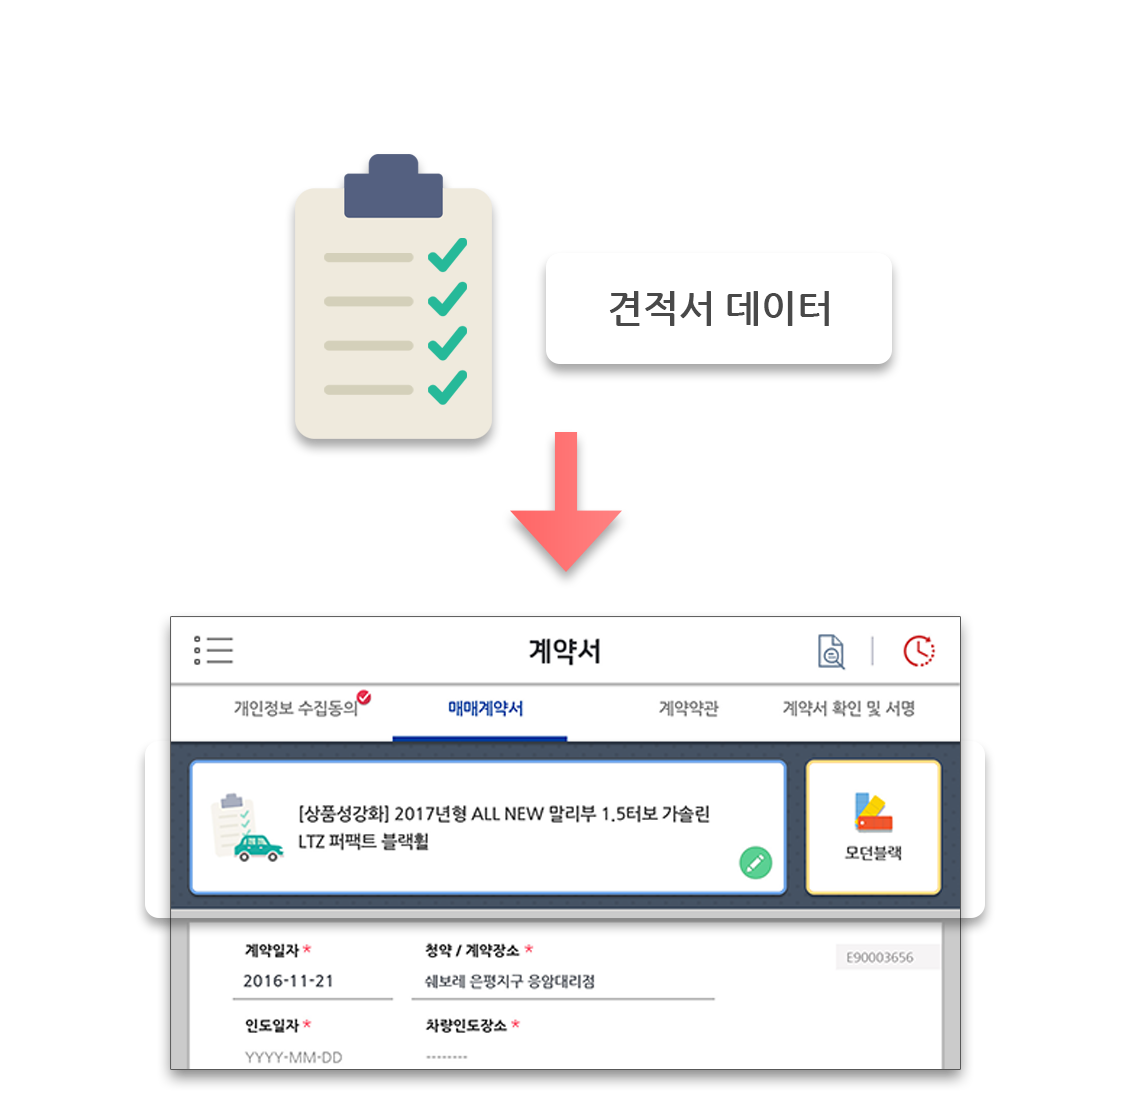 견적서 데이터
계약서
개인정보 수집동의
매매계약서
계약약관
계약서 확인 및 서명
[상품성강화] 2017년형 ALL NEW 말리부 1.5터보 가솔린
LTZ 퍼팩트 블랙휠
모던블랙
계약일자 *
청약 / 계약장소 *
E90003656
2016-11-21
쉐보레 은평지구 응암대리점
인도일자 *
차량인도장소 *
YYYY-MM-DD
--------